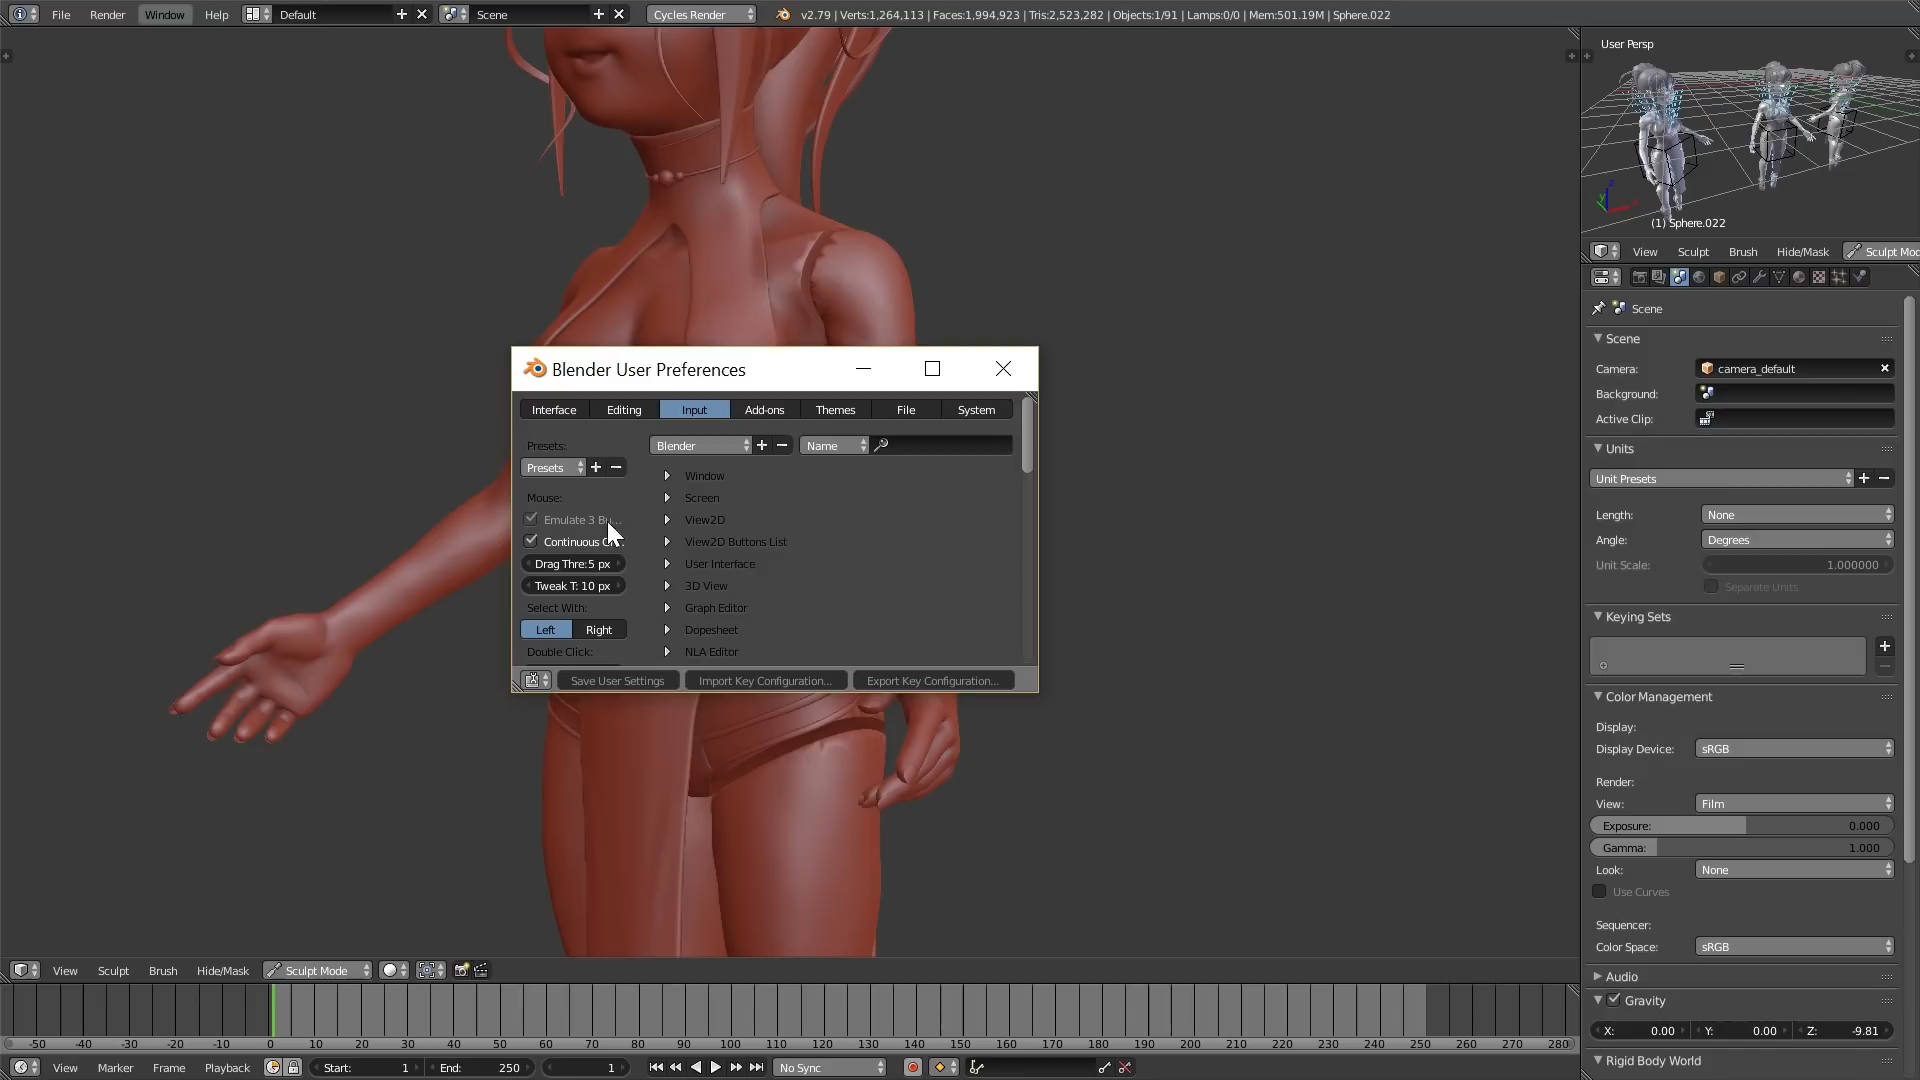 File Render Window Help Default Scene Cycles Render v2.79 | Verts:1,264,113 | Faces:1,994,923 | Tris:2,523,282 | Objects:1/91 | Lamps:0/0 | Mem:501.19M | Sphere.022
User Persp
(1) Sphere.022
View Sculpt Brush Hide/Mask Sculpt Mod
Scene
Scene
Camera: camera_default
Background:
Active Clip:
Units
Unit Presets
Length: None
Angle: Degrees
Unit Scale: 1.000000
Separate Units
Keying Sets
Color Management
Display:
Display Device: sRGB
Render:
View: Film
Exposure: 0.000
Gamma: 1.000
Look: None
Use Curves
Sequencer:
Color Space: sRGB
Audio
Gravity
X: 0.00 Y: 0.00 Z: -9.81
Rigid Body World
Blender User Preferences
Interface Editing Input Add-ons Themes File System
Presets: Blender Name
Presets
Window
Mouse: Screen
Emulate 3 Bu... View2D
Continuous View2D Buttons List
Drag Thre:5 px User Interface
Tweak T: 10 px 3D View
Select With: Graph Editor
Left Right Dopesheet
Double Click: NLA Editor
Save User Settings Import Key Configuration... Export Key Configuration...
View Sculpt Brush Hide/Mask Sculpt Mode
-50 -40 -30 -20 -10 0 10 20 30 40 50 60 70 80 90 100 110 120 130 140 150 160 170 180 190 200 210 220 230 240 250 260 270 280
View Marker Frame Playback Start: 1 End: 250 1 No Sync